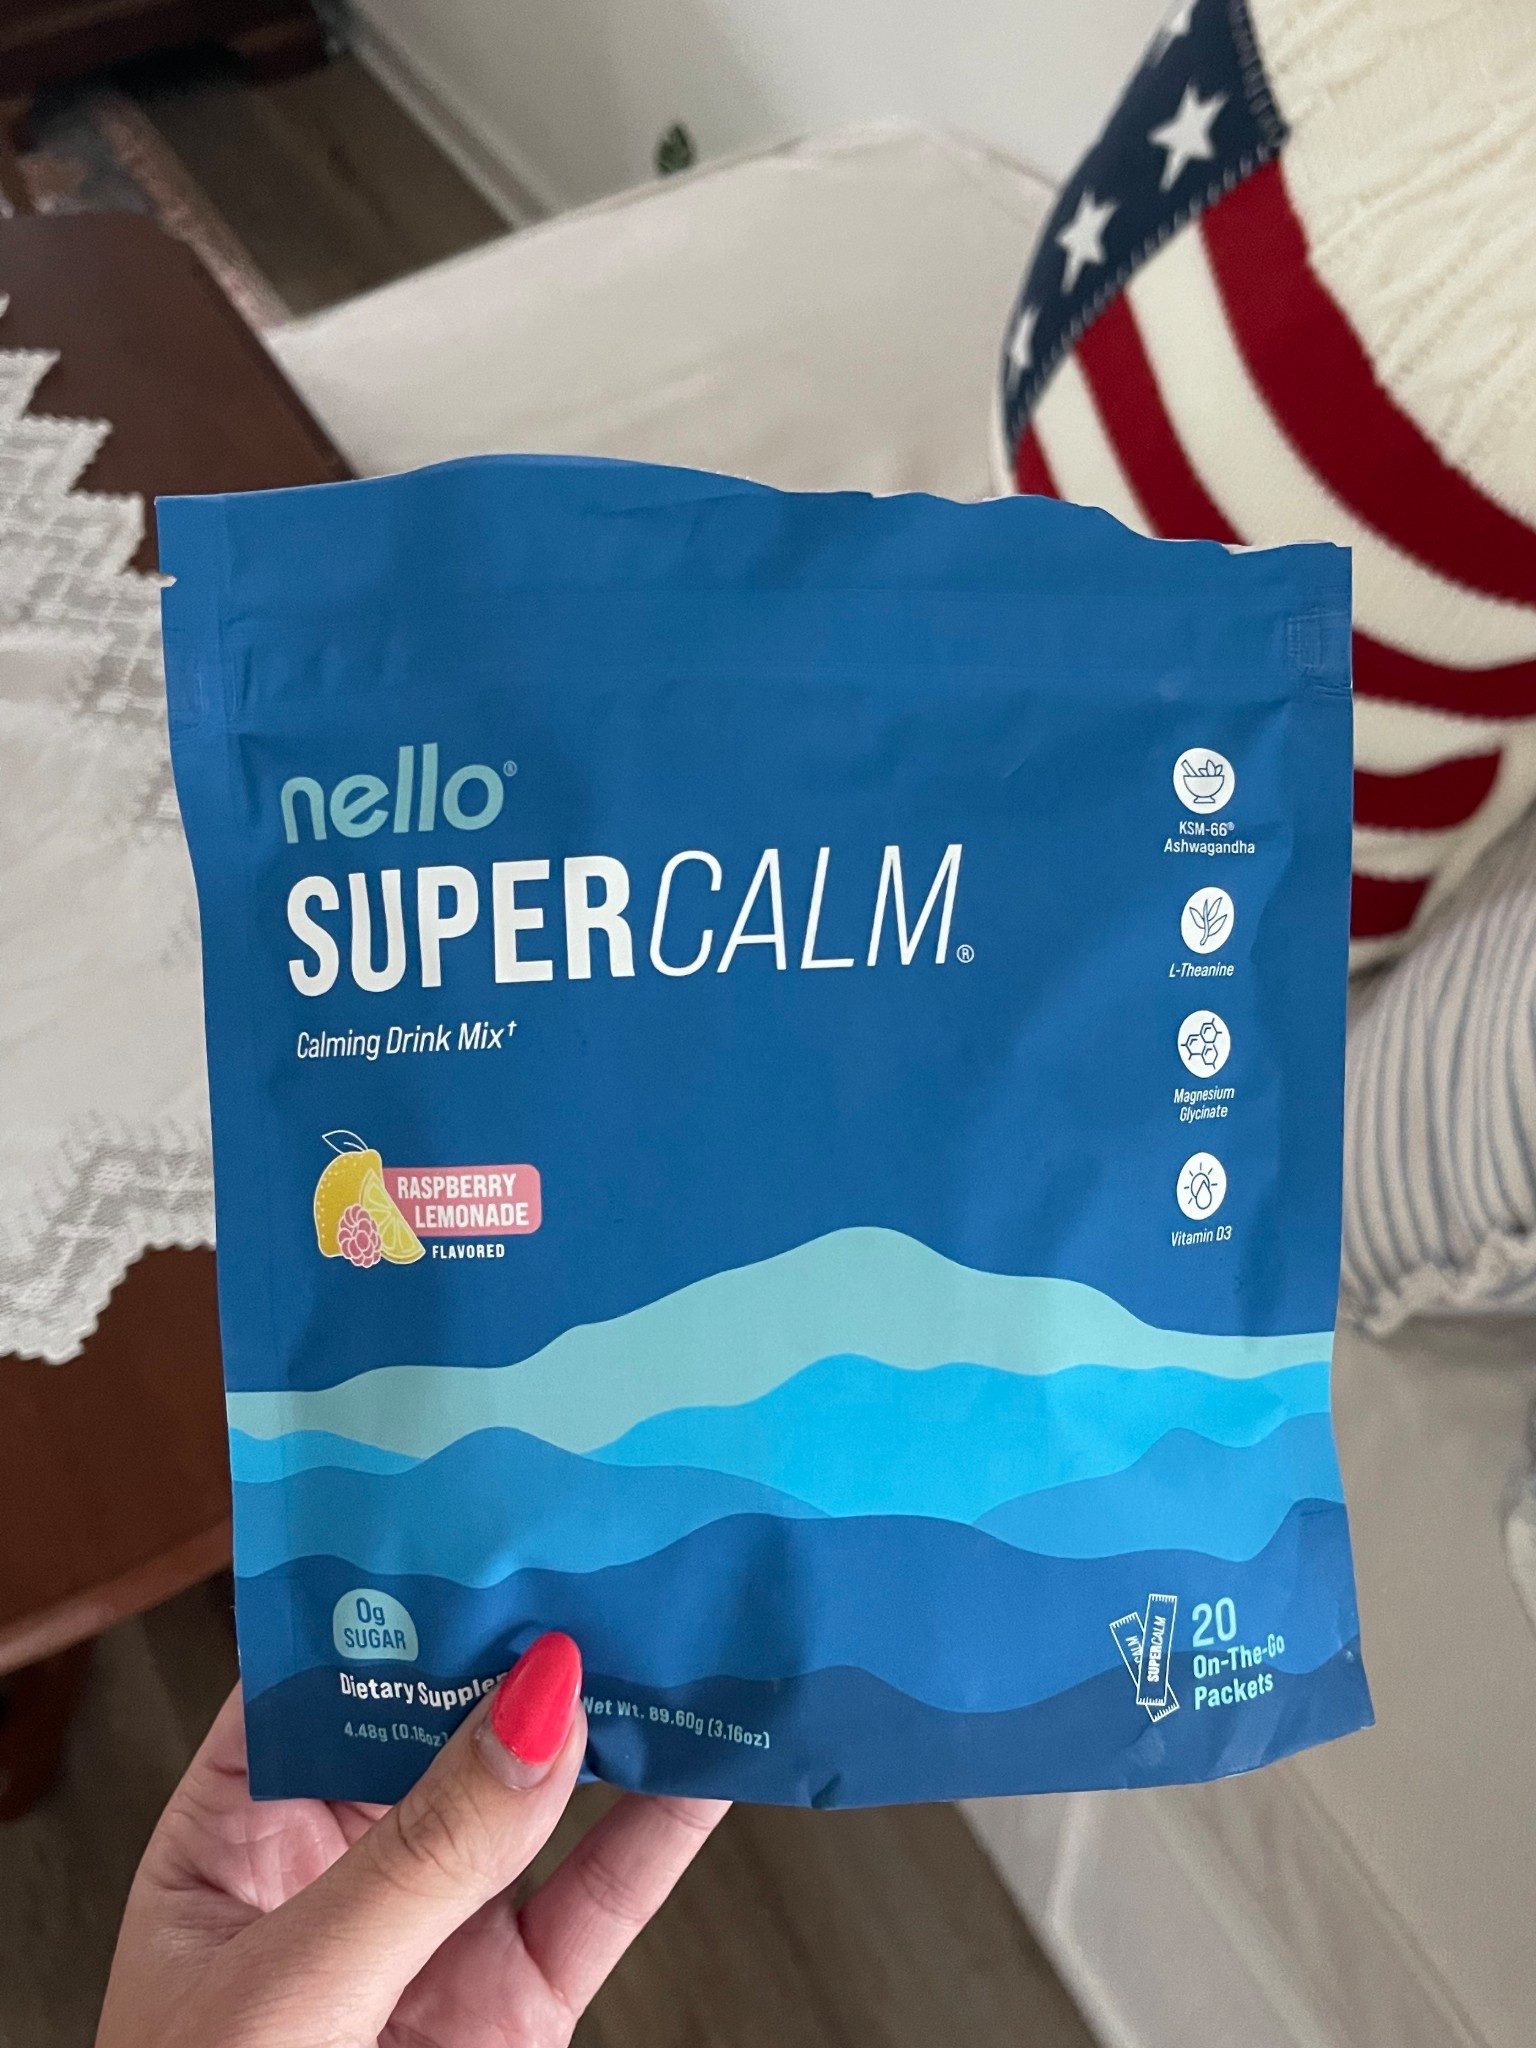 nello®
SUPERCALM®
Calming Drink Mix†
RASPBERRY
LEMONADE
FLAVORED
KSM-66®
Ashwagandha
L-Theanine
Magnesium
Glycinate
Vitamin D3
0g
SUGAR
Dietary
4.48g (0.16oz) Net Wt. 89.60g (3.16oz)
CALM
SUPERCALM
20
On-The-Go
Packets